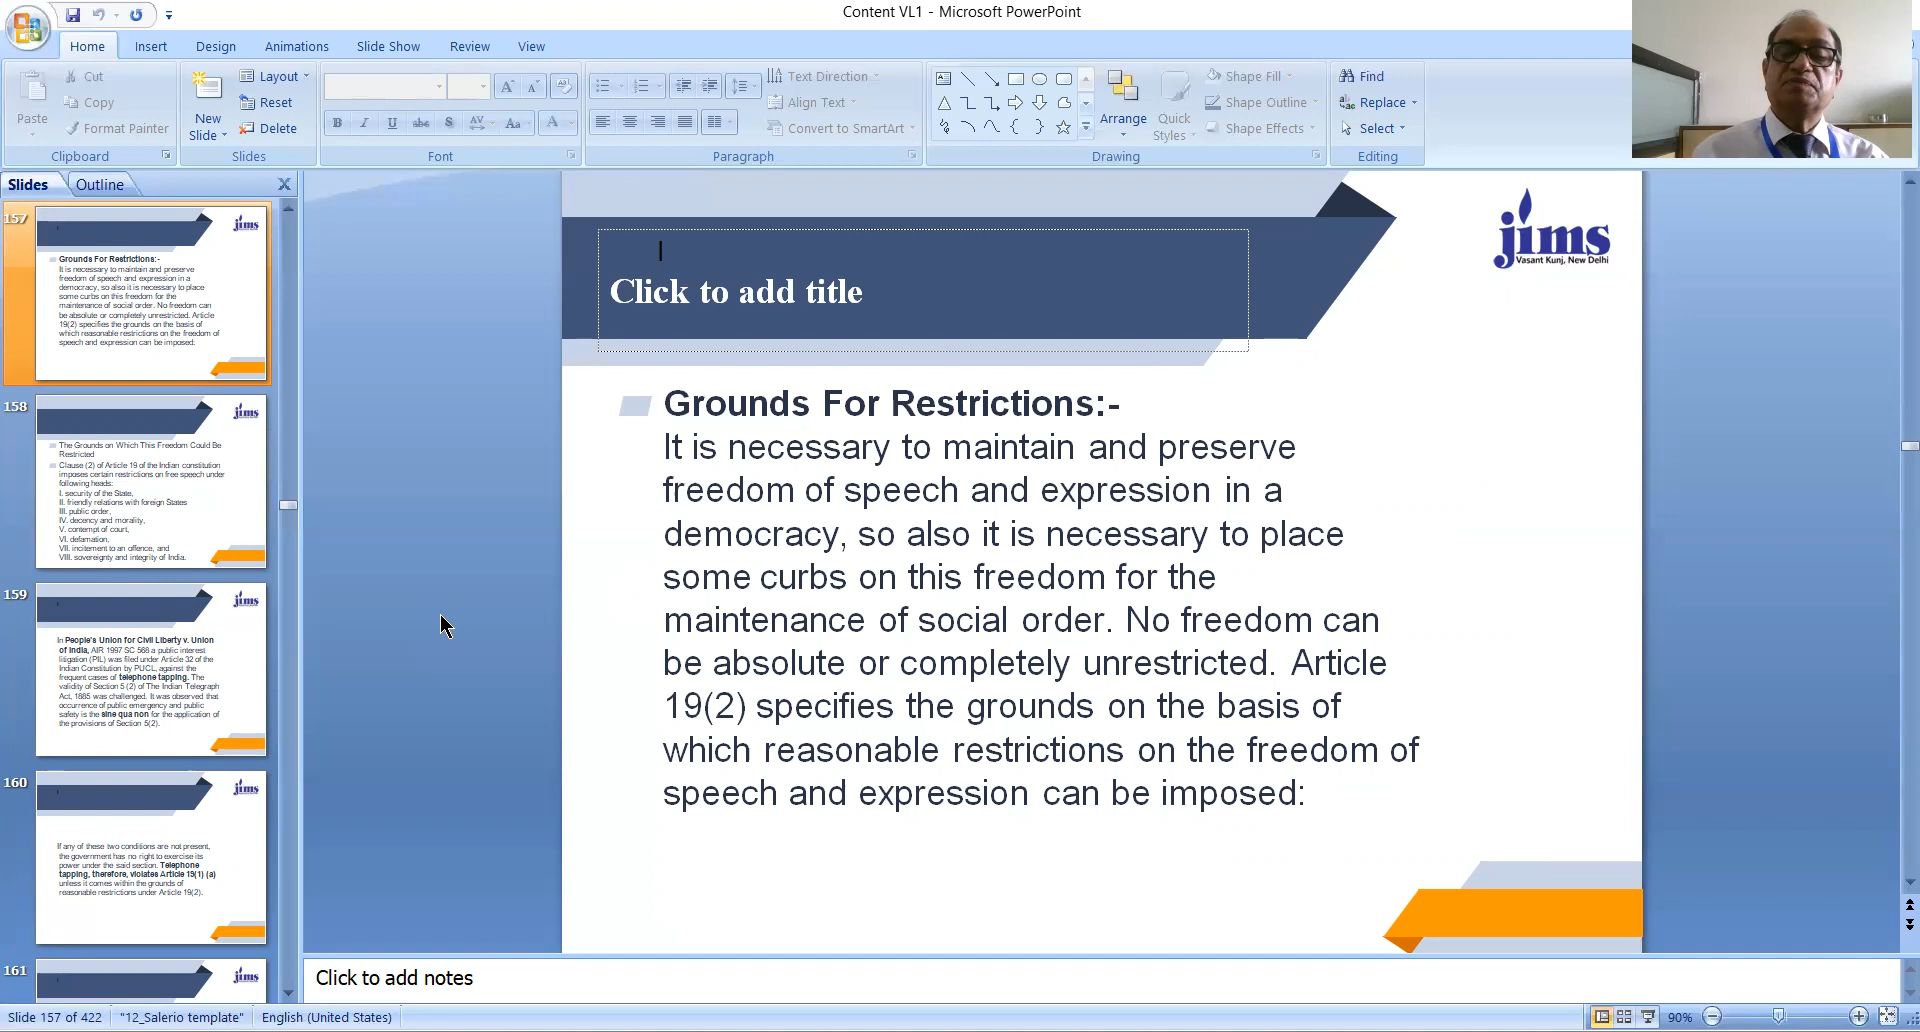 Content VL1 - Microsoft PowerPoint
Home Insert Design Animations Slide Show Review View
Paste
Cut
Copy
Format Painter
Clipboard
New Slide
Layout
Reset
Delete
Slides
Font
Text Direction
Align Text
Convert to SmartArt
Paragraph
Arrange
Quick Styles
Shape Fill
Shape Outline
Shape Effects
Drawing
Find
Replace
Select
Editing
Slides Outline
157
jims
Grounds For Restrictions:-
It is necessary to maintain and preserve
freedom of speech and expression in a
democracy, so also it is necessary to place
some curbs on this freedom for the
maintenance of social order. No freedom can
be absolute or completely unrestricted. Article
19(2) specifies the grounds on the basis of
which reasonable restrictions on the freedom of
speech and expression can be imposed:
158
jims
The Grounds on Which This Freedom Could Be
Restricted
Clause (2) of Article 19 of the Indian constitution
imposes certain restrictions on free speech under
following heads:
I. security of the State,
II. friendly relations with foreign States
III. public order,
IV. decency and morality,
V. contempt of court,
VI. defamation,
VII. incitement to an offence, and
VIII. sovereignty and integrity of India.
159
jims
In People's Union for Civil Liberty v. Union
of India, AIR 1997 SC 568 a public interest
litigation (PIL) was filed under Article 32 of the
Indian Constitution by PUCL, against the
frequent cases of telephone tapping. The
validity of Section 5 (2) of The Indian Telegraph
Act, 1885 was challenged. It was observed that
occurrence of public emergency and public
safety is the sine qua non for the application of
the provisions of Section 5(2).
160
jims
If any of these two conditions are not present,
the government has no right to exercise its
power under the said section. Telephone
tapping, therefore, violates Article 19(1) (a)
unless it comes within the grounds of
reasonable restrictions under Article 19(2).
161
jims
Click to add title
jims
Vasant Kunj, New Delhi
Grounds For Restrictions:-
It is necessary to maintain and preserve
freedom of speech and expression in a
democracy, so also it is necessary to place
some curbs on this freedom for the
maintenance of social order. No freedom can
be absolute or completely unrestricted. Article
19(2) specifies the grounds on the basis of
which reasonable restrictions on the freedom of
speech and expression can be imposed:
Click to add notes
Slide 157 of 422 "12_Salerio template" English (United States) 90%